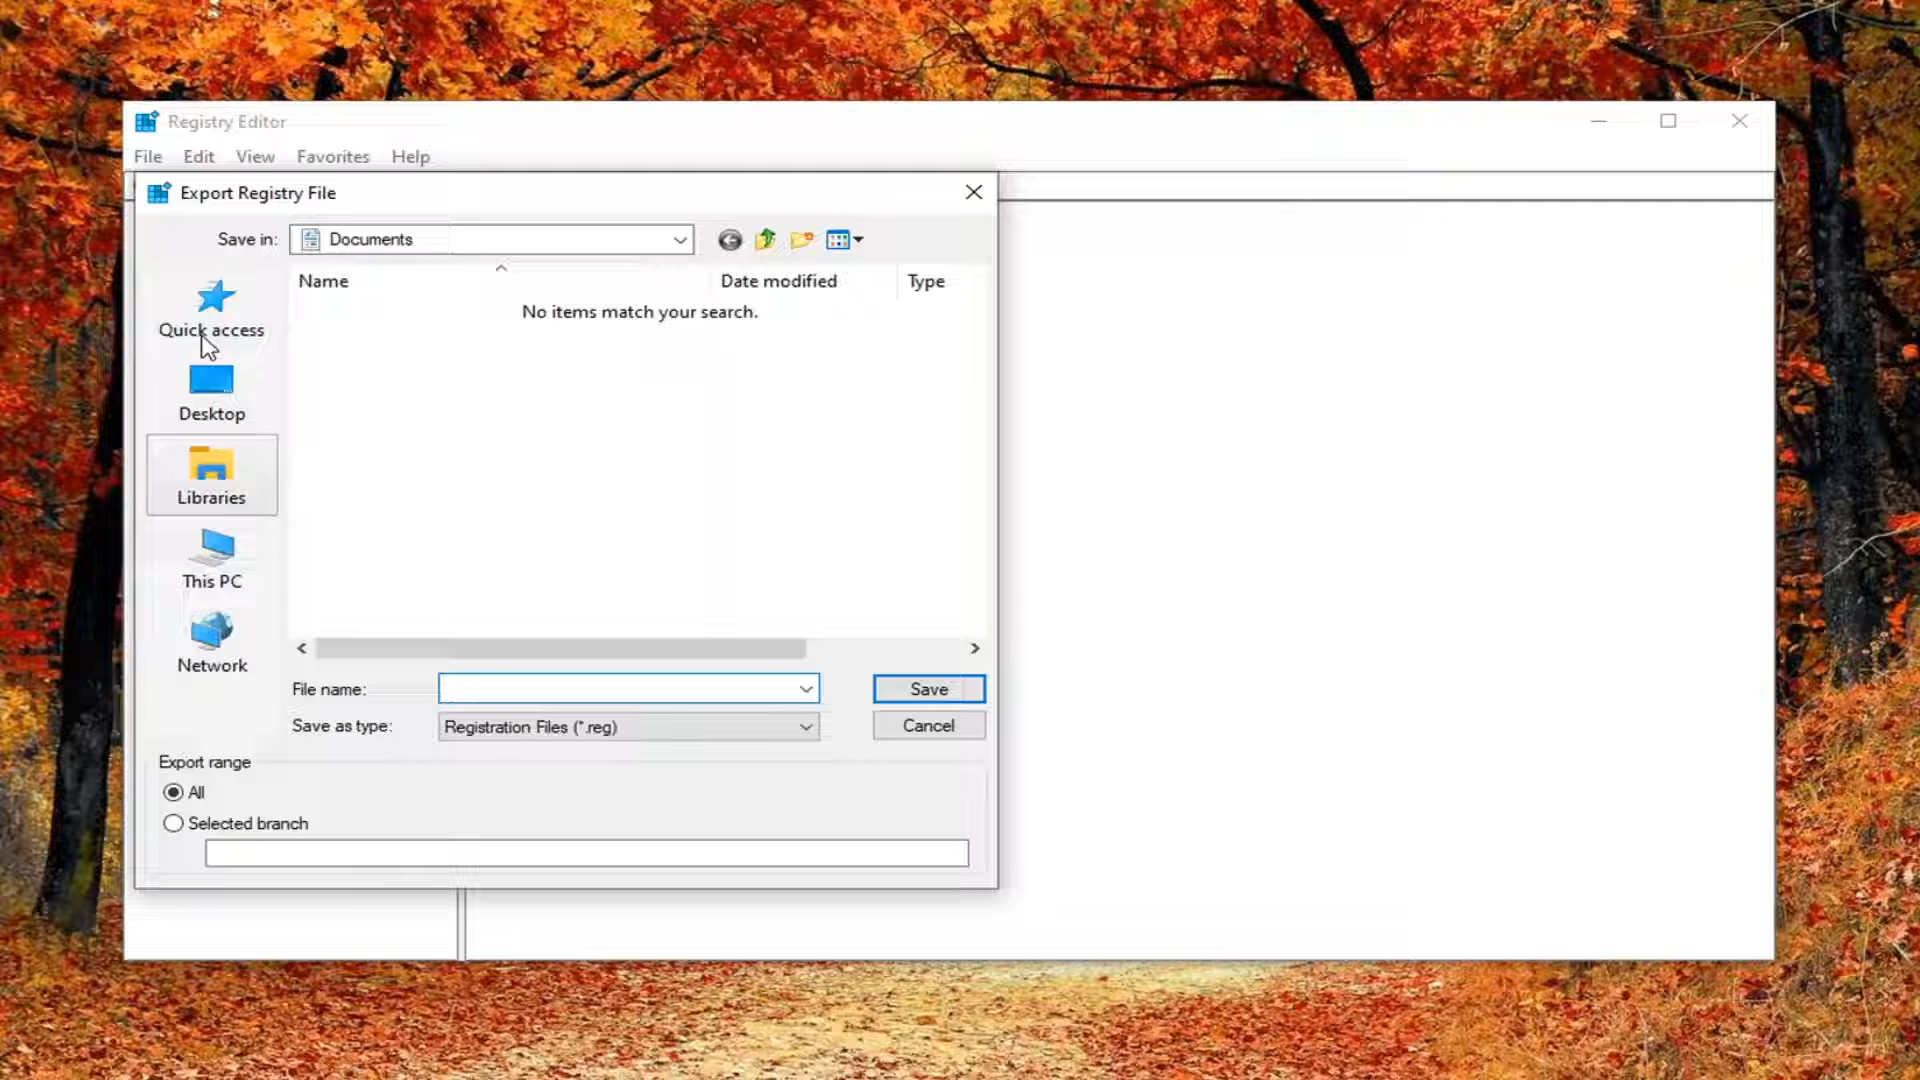 Registry Editor
File Edit View Favorites Help
Export Registry File
Save in: Documents
Name Date modified Type
No items match your search.
Quick access
Desktop
Libraries
This PC
Network
File name: Save
Save as type: Registration Files (*.reg) Cancel
Export range
All
Selected branch